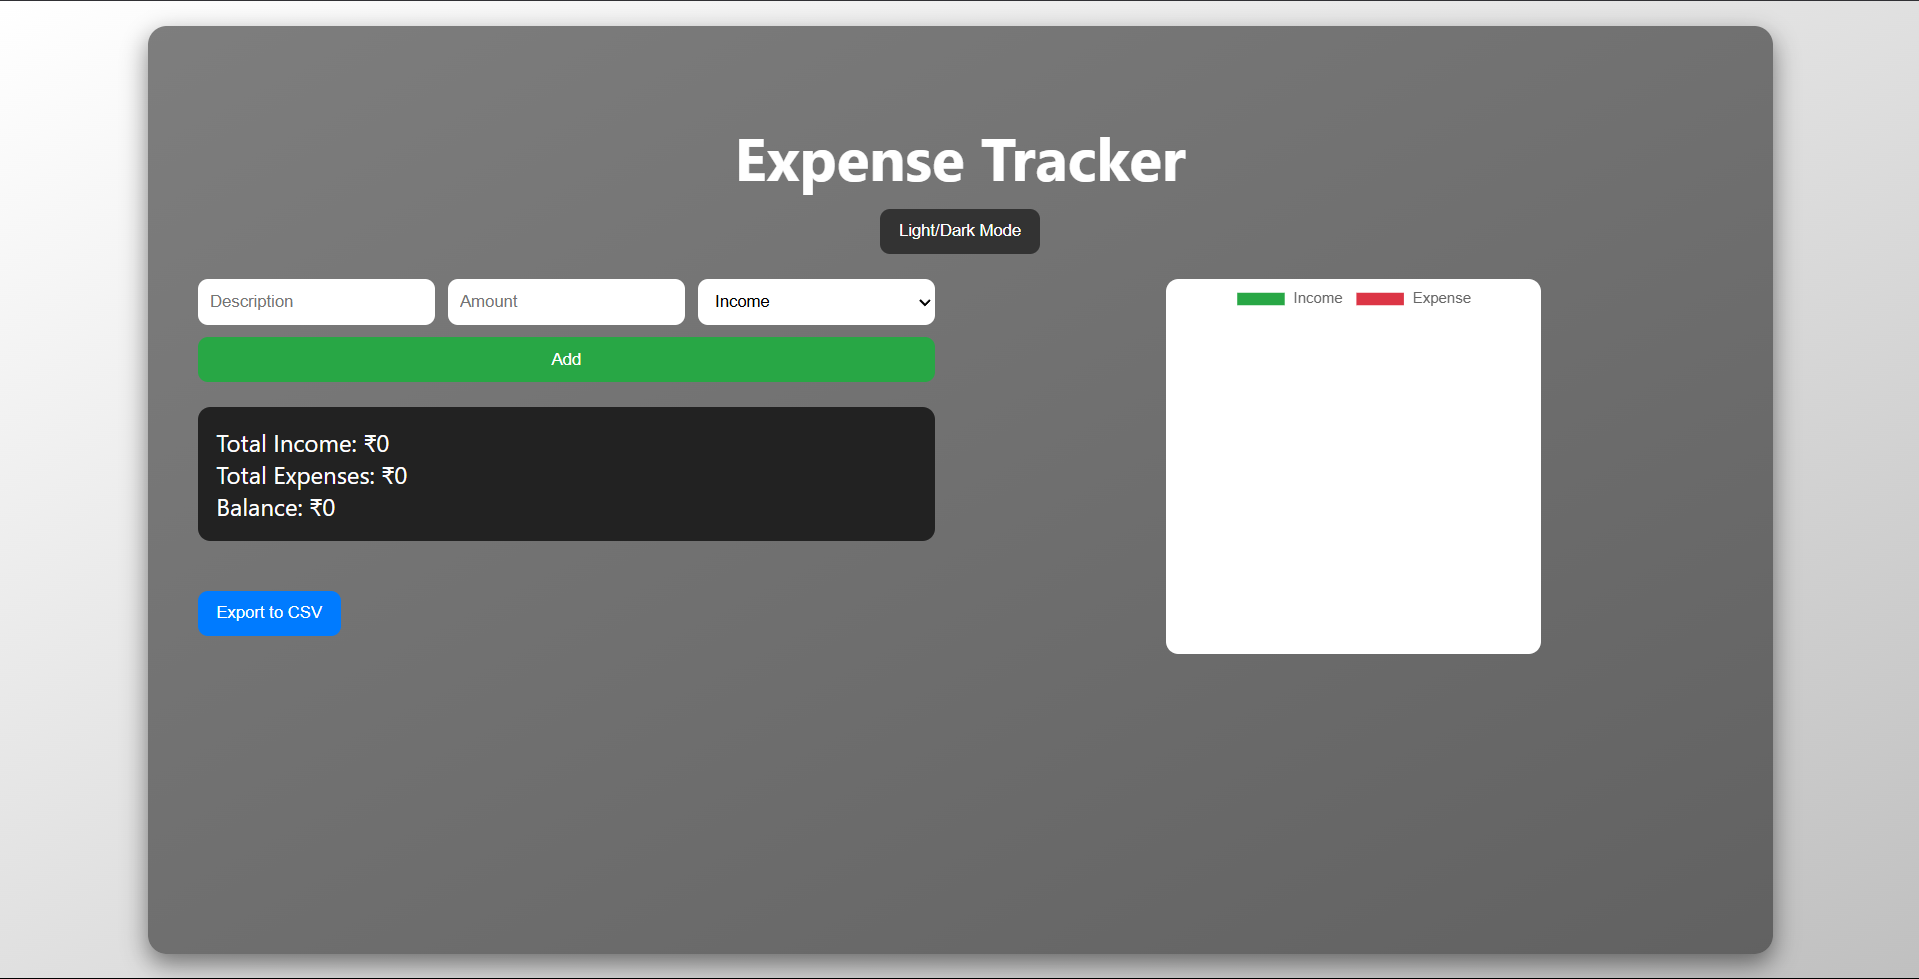 Expense Tracker
Light/Dark Mode
Description Amount Income
Add
Total Income: ₹0
Total Expenses: ₹0
Balance: ₹0
Export to CSV
Income Expense